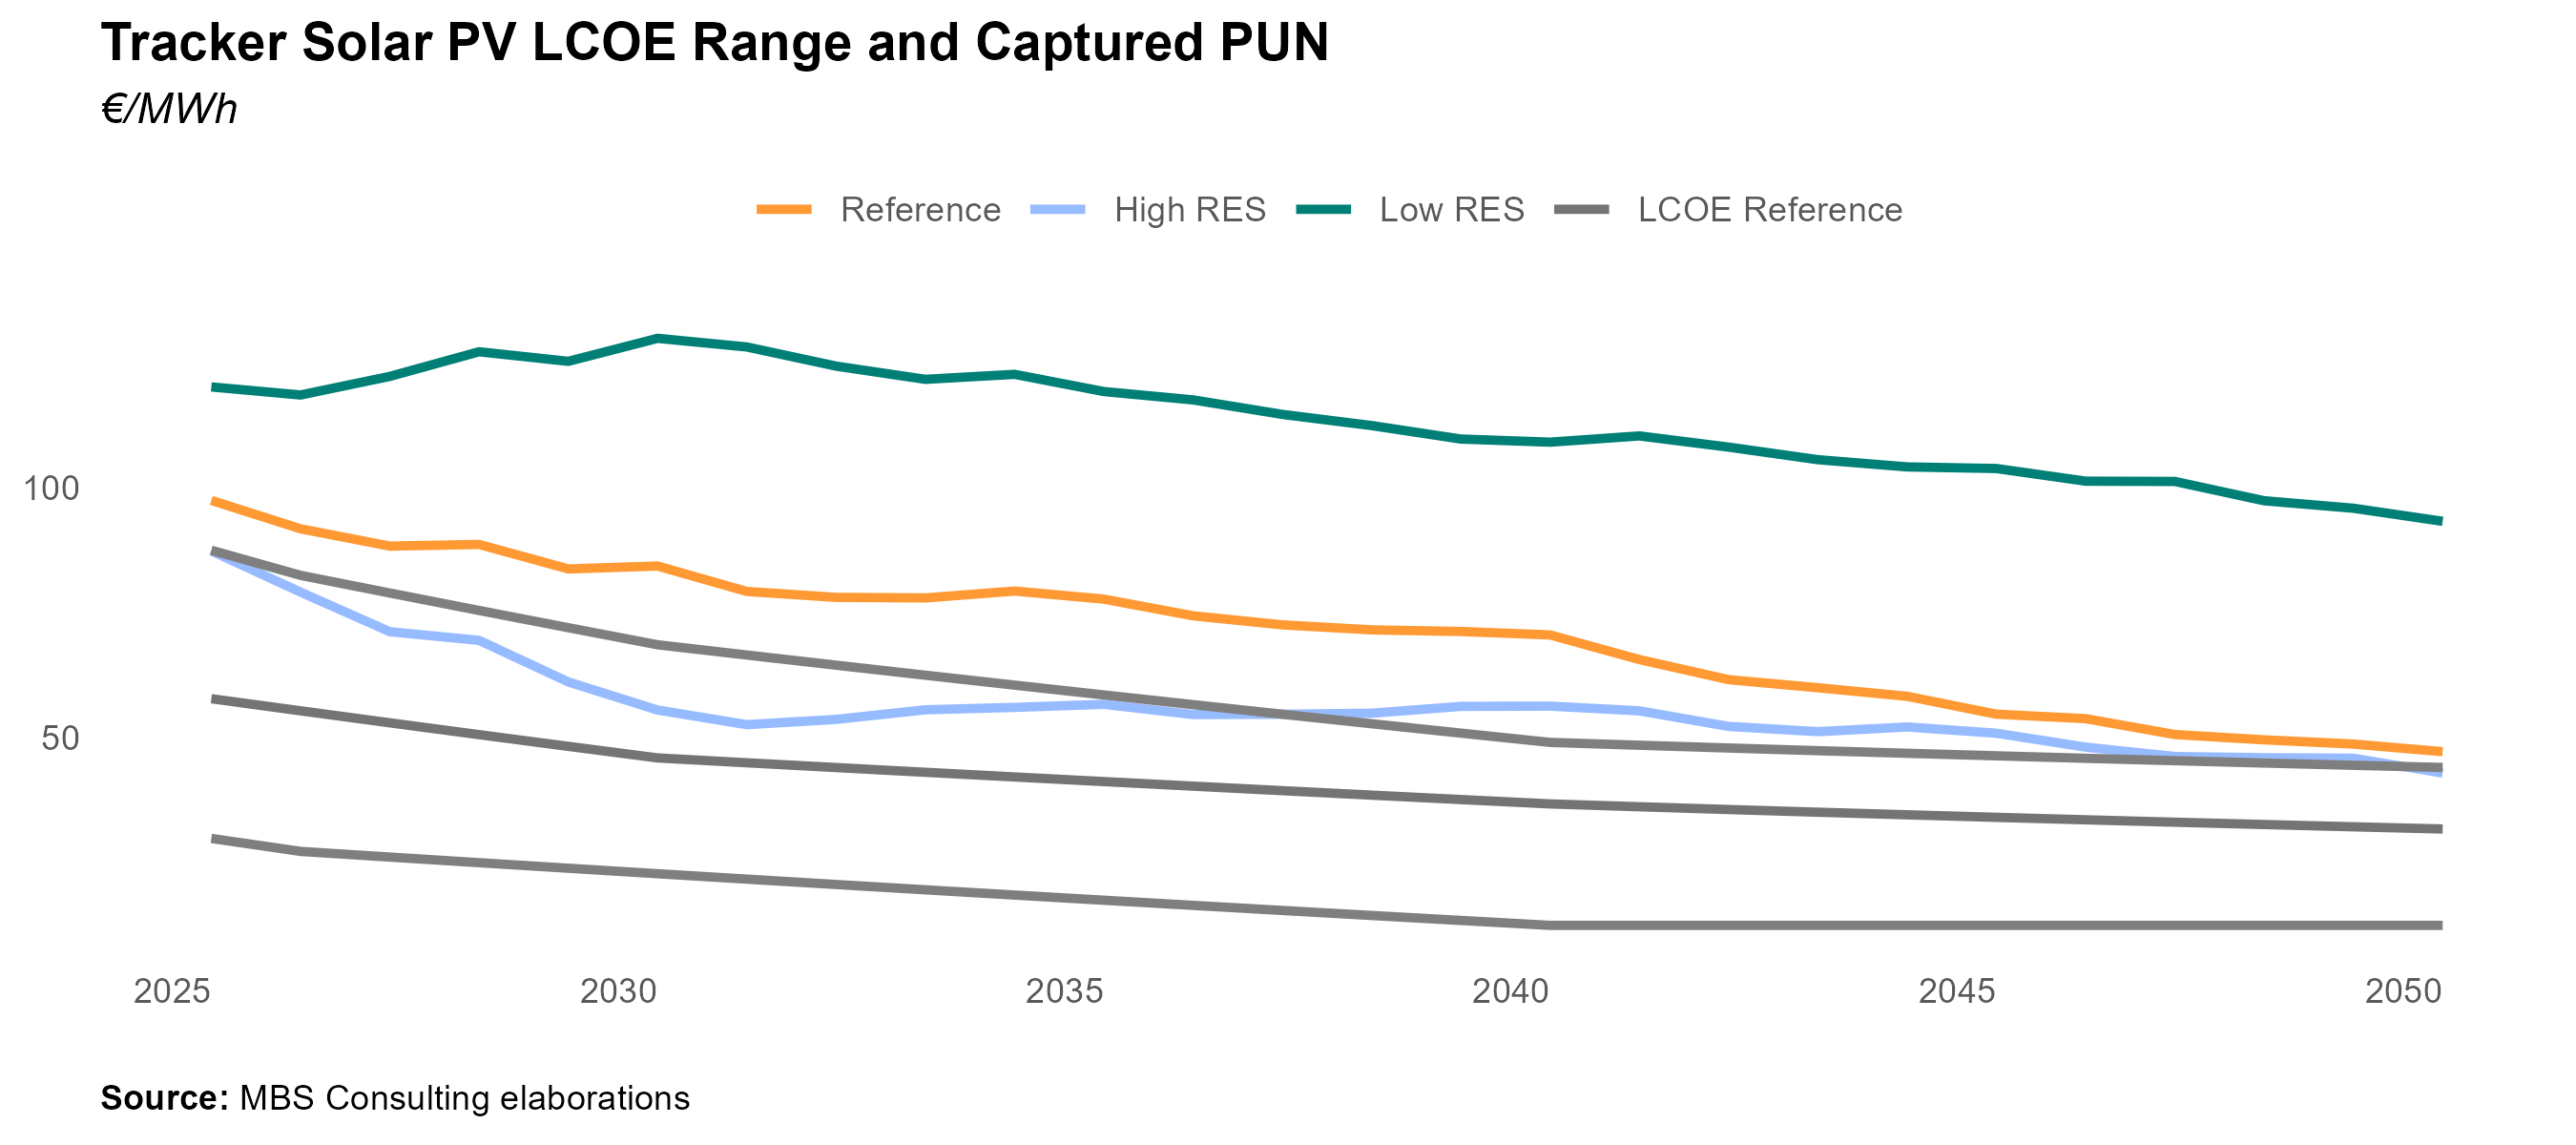 Tracker Solar PV LCOE Range and Captured PUN
€/MWh
Reference High RES Low RES LCOE Reference
100
50
2025 2030 2035 2040 2045 2050
Source: MBS Consulting elaborations